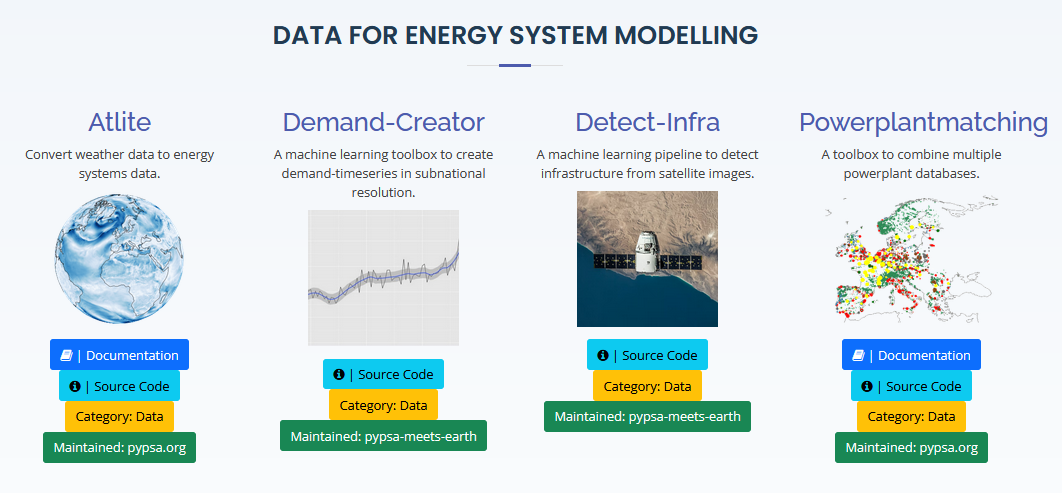 DATA FOR ENERGY SYSTEM MODELLING
Atlite
Convert weather data to energy
systems data.
| Documentation
| Source Code
Category: Data
Maintained: pypsa.org
Demand-Creator
A machine learning toolbox to create
demand-timeseries in subnational
resolution.
| Source Code
Category: Data
Maintained: pypsa-meets-earth
Detect-Infra
A machine learning pipeline to detect
infrastructure from satellite images.
| Source Code
Category: Data
Maintained: pypsa-meets-earth
Powerplantmatching
A toolbox to combine multiple
powerplant databases.
| Documentation
| Source Code
Category: Data
Maintained: pypsa.org